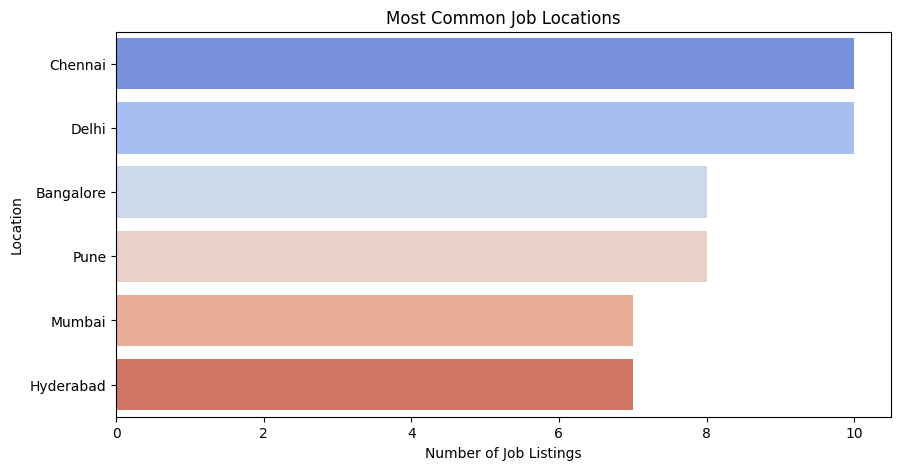 Most Common Job Locations
Location
Chennai
Delhi
Bangalore
Pune
Mumbai
Hyderabad
0 2 4 6 8 10
Number of Job Listings